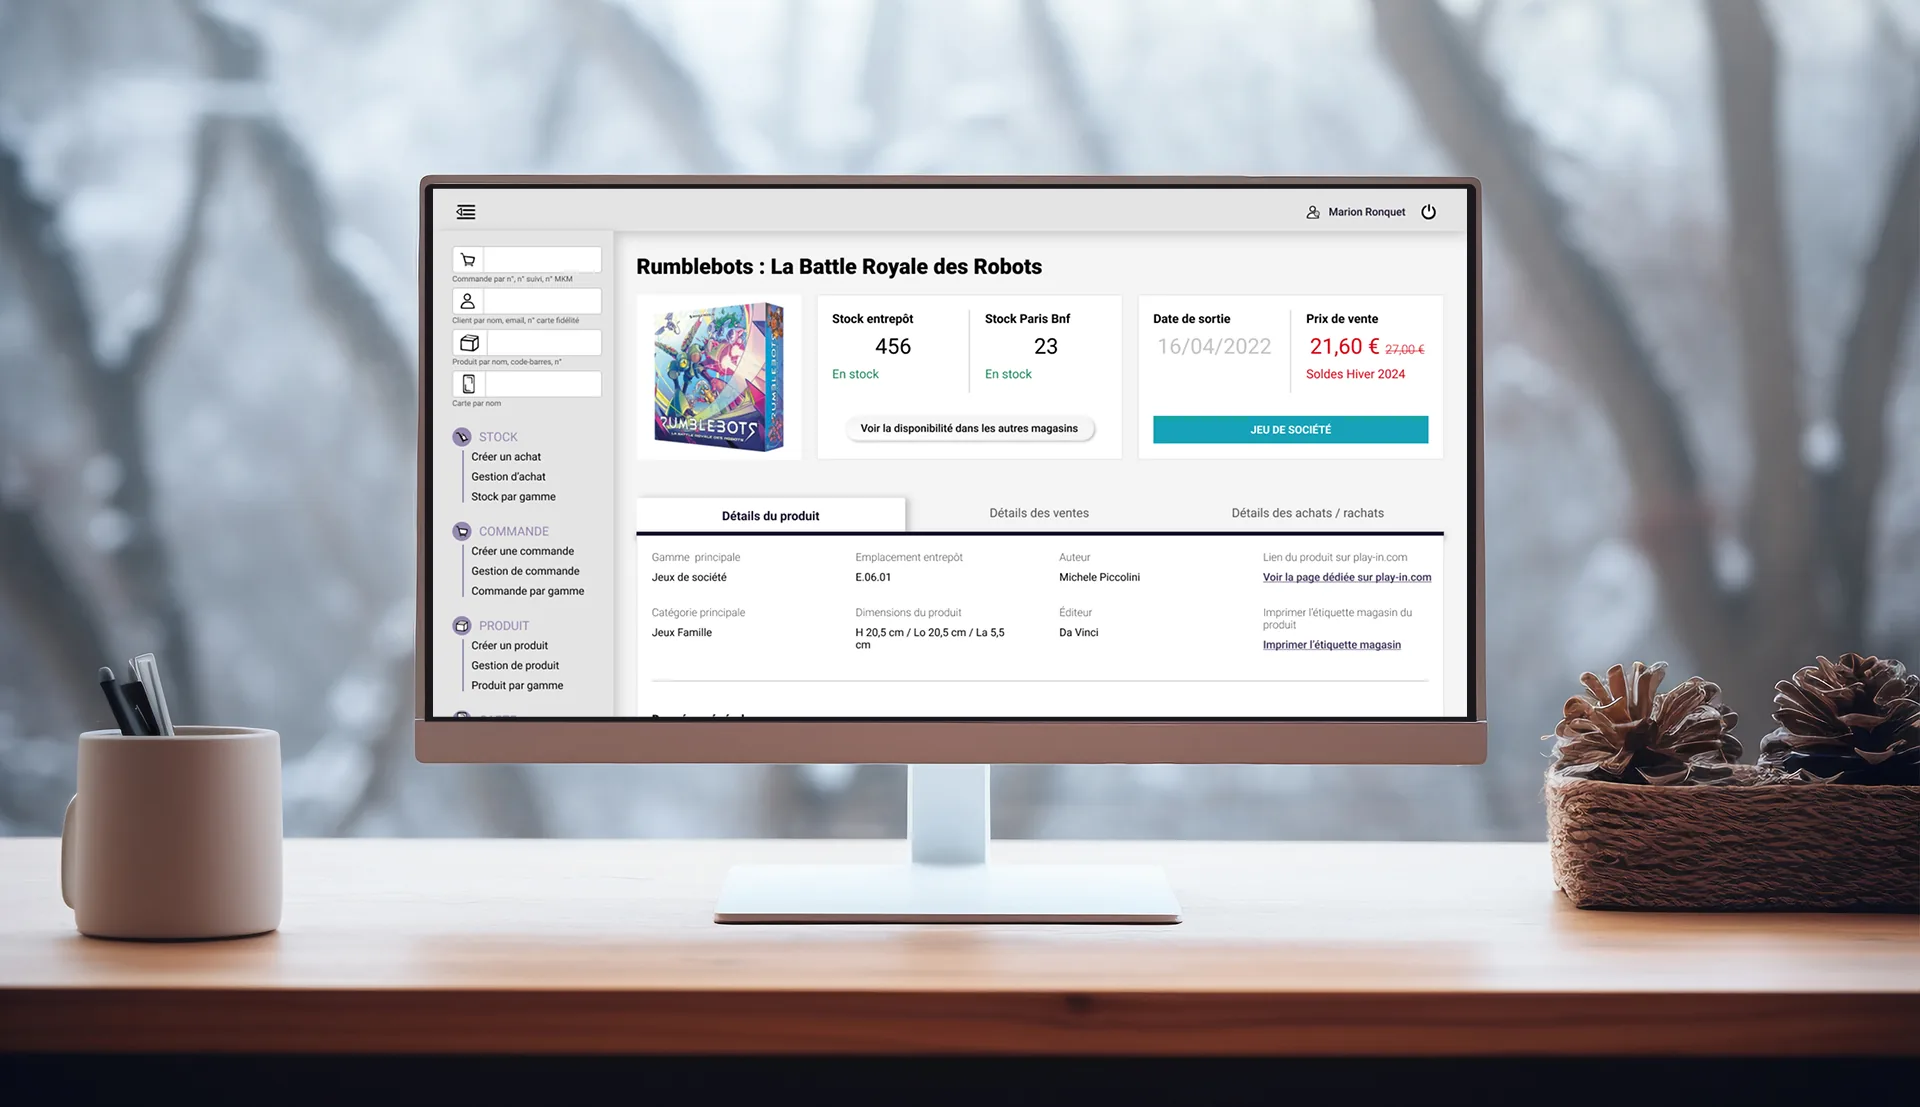 Marion Ronquet
Commande par n°, n° suivi, n° MKM
Client par nom, email, n° carte fidélité
Produit par nom, code-barres, n°
Carte par nom
STOCK
Créer un achat
Gestion d'achat
Stock par gamme
COMMANDE
Créer une commande
Gestion de commande
Commande par gamme
PRODUIT
Créer un produit
Gestion de produit
Produit par gamme
Rumblebots : La Battle Royale des Robots
RUMBLEBOTS
LA BATTLE ROYALE DES ROBOTS
RUMBLEBOTS
Stock entrepôt
456
En stock
Stock Paris Bnf
23
En stock
Voir la disponibilité dans les autres magasins
Date de sortie
16/04/2022
Prix de vente
21,60 € 27,00 €
Soldes Hiver 2024
JEU DE SOCIÉTÉ
Détails du produit
Détails des ventes
Détails des achats / rachats
Gamme principale
Jeux de société
Emplacement entrepôt
E.06.01
Auteur
Michele Piccolini
Lien du produit sur play-in.com
Voir la page dédiée sur play-in.com
Catégorie principale
Jeux Famille
Dimensions du produit
H 20,5 cm / Lo 20,5 cm / La 5,5
cm
Éditeur
Da Vinci
Imprimer l'étiquette magasin du
produit
Imprimer l'étiquette magasin